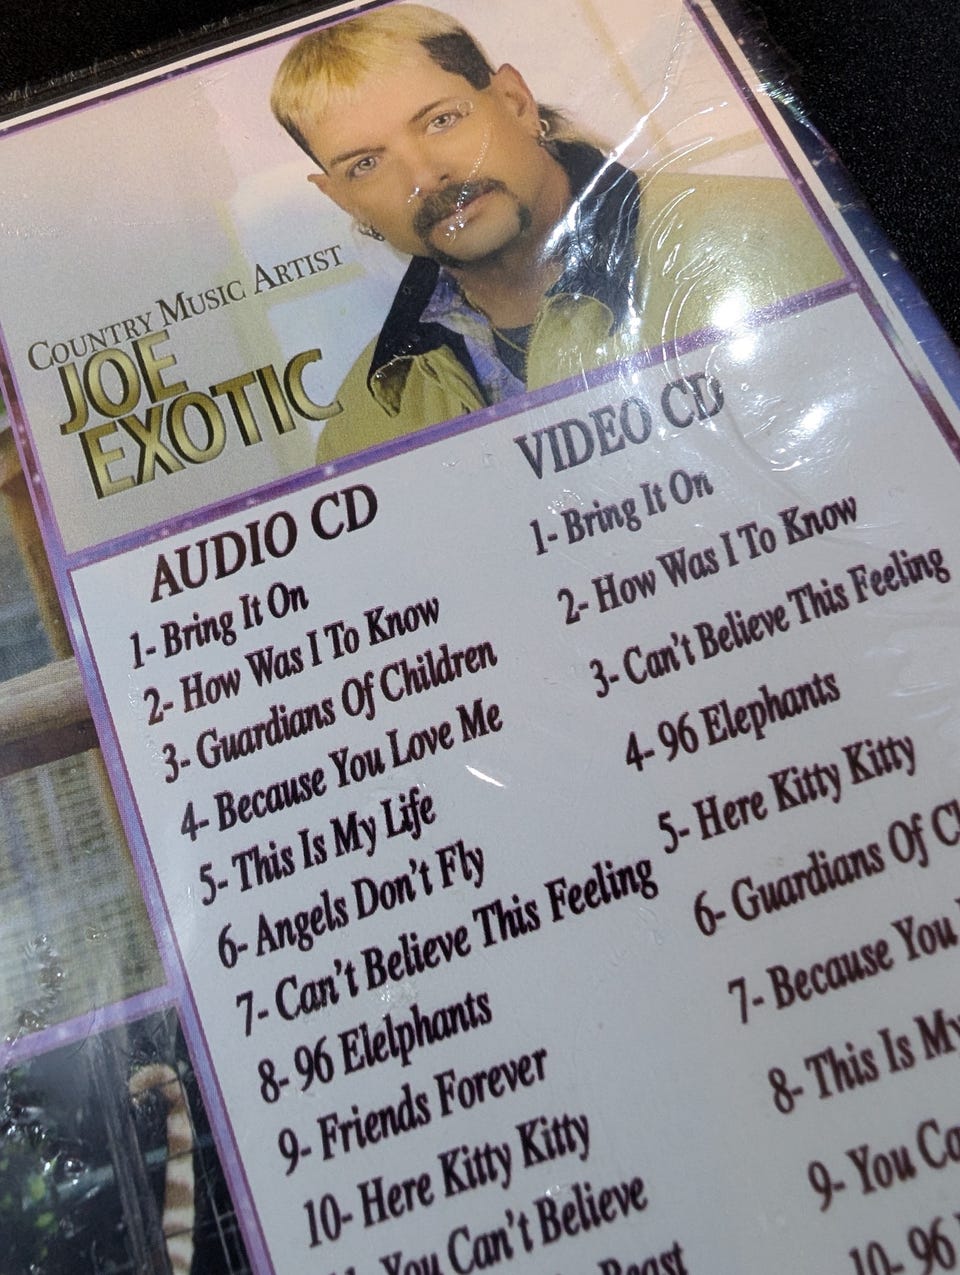 COUNTRY MUSIC ARTIST
JOE
EXOTIC
AUDIO CD
1- Bring It On
2- How Was I To Know
3- Guardians Of Children
4- Because You Love Me
5- This Is My Life
6- Angels Don't Fly
7- Can't Believe This Feeling
8- 96 Elelphants
9- Friends Forever
10- Here Kitty Kitty
You Can't Believe
Beast
VIDEO CD
1- Bring It On
2- How Was I To Know
3- Can't Believe This Feeling
4- 96 Elephants
5- Here Kitty Kitty
6- Guardians Of
7- Because You
8- This Is My
9- You
10- 96